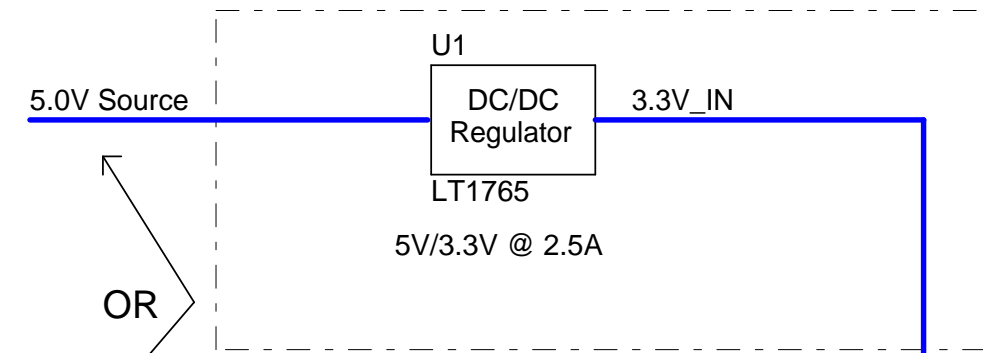 U1
5.0V Source
DC/DC
Regulator
3.3V_IN
LT1765
5V/3.3V @ 2.5A
OR